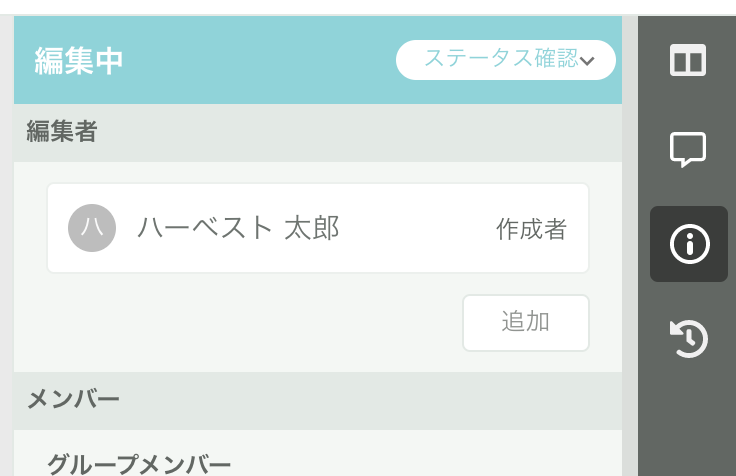 編集中
ステータス確認
編集者
ハ ハーベスト 太郎 作成者
追加
メンバー
グループメンバー